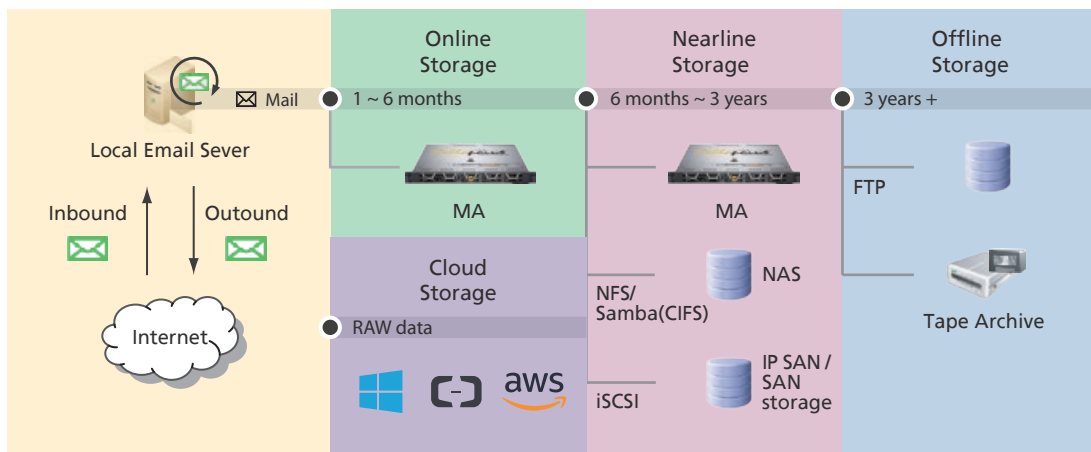 Local Email Sever
Inbound
Outound
Internet
Mail
Online
Storage
1 ~ 6 months
MA
Cloud
Storage
RAW data
aws
Nearline
Storage
6 months ~ 3 years
MA
NAS
NFS/
Samba(CIFS)
IP SAN /
SAN
storage
iSCSI
Offline
Storage
3 years +
FTP
Tape Archive